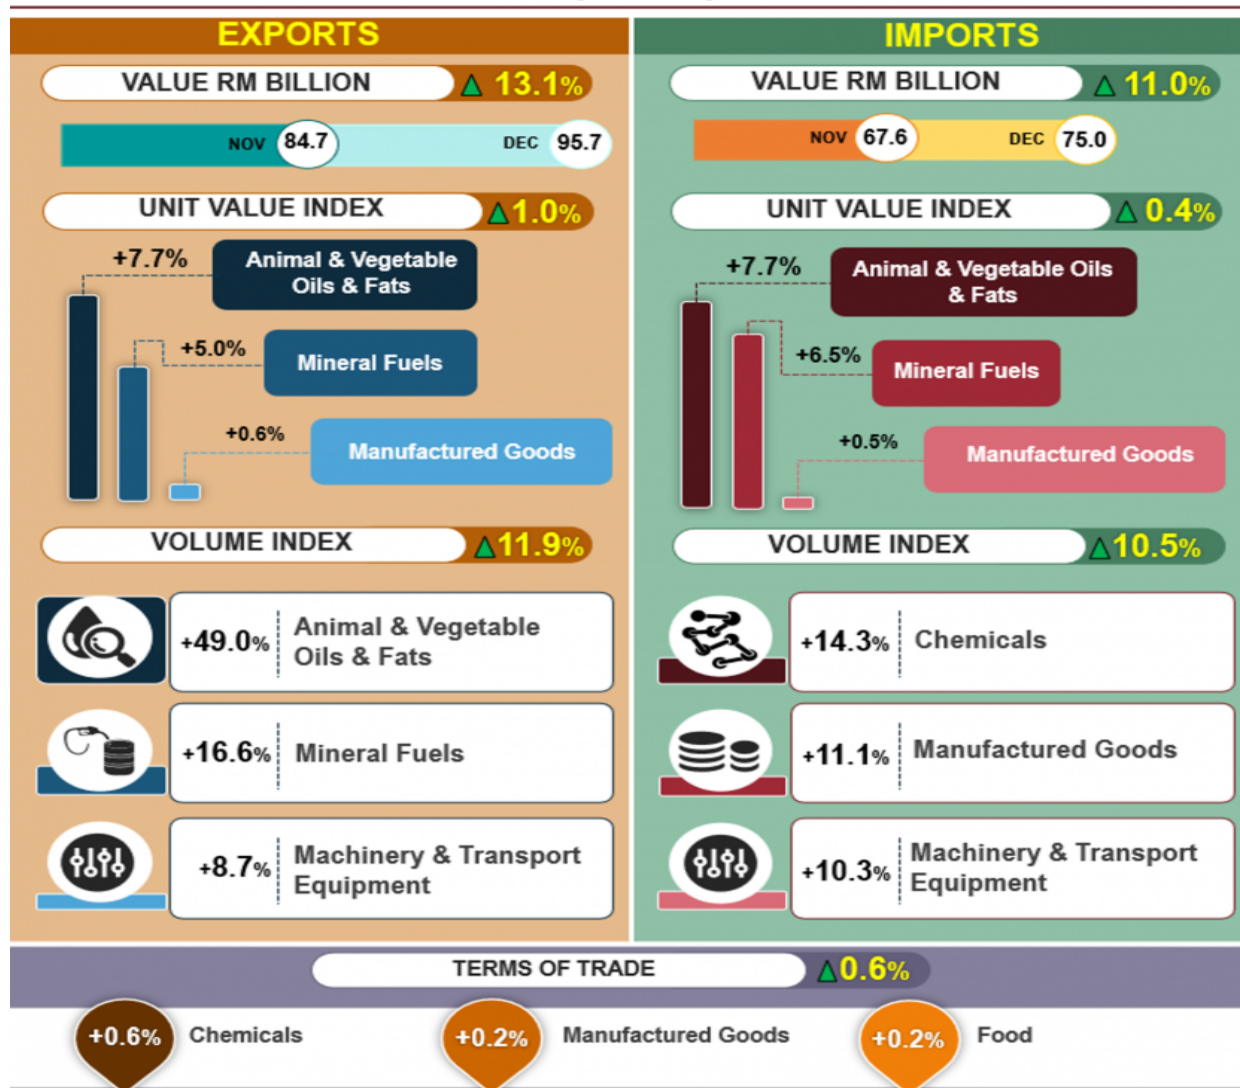 EXPORTS
VALUE RM BILLION
13.1%
NOV 84.7
DEC 95.7
UNIT VALUE INDEX
1.0%
+7.7%
Animal & Vegetable
Oils & Fats
+5.0%
Mineral Fuels
+0.6%
Manufactured Goods
VOLUME INDEX
11.9%
+49.0%
Animal & Vegetable
Oils & Fats
+16.6%
Mineral Fuels
+8.7%
Machinery & Transport
Equipment
IMPORTS
VALUE RM BILLION
11.0%
NOV 67.6
DEC 75.0
UNIT VALUE INDEX
0.4%
+7.7%
Animal & Vegetable Oils
& Fats
+6.5%
Mineral Fuels
+0.5%
Manufactured Goods
VOLUME INDEX
10.5%
+14.3%
Chemicals
+11.1%
Manufactured Goods
+10.3%
Machinery & Transport
Equipment
TERMS OF TRADE
0.6%
+0.6% Chemicals
+0.2% Manufactured Goods
+0.2% Food